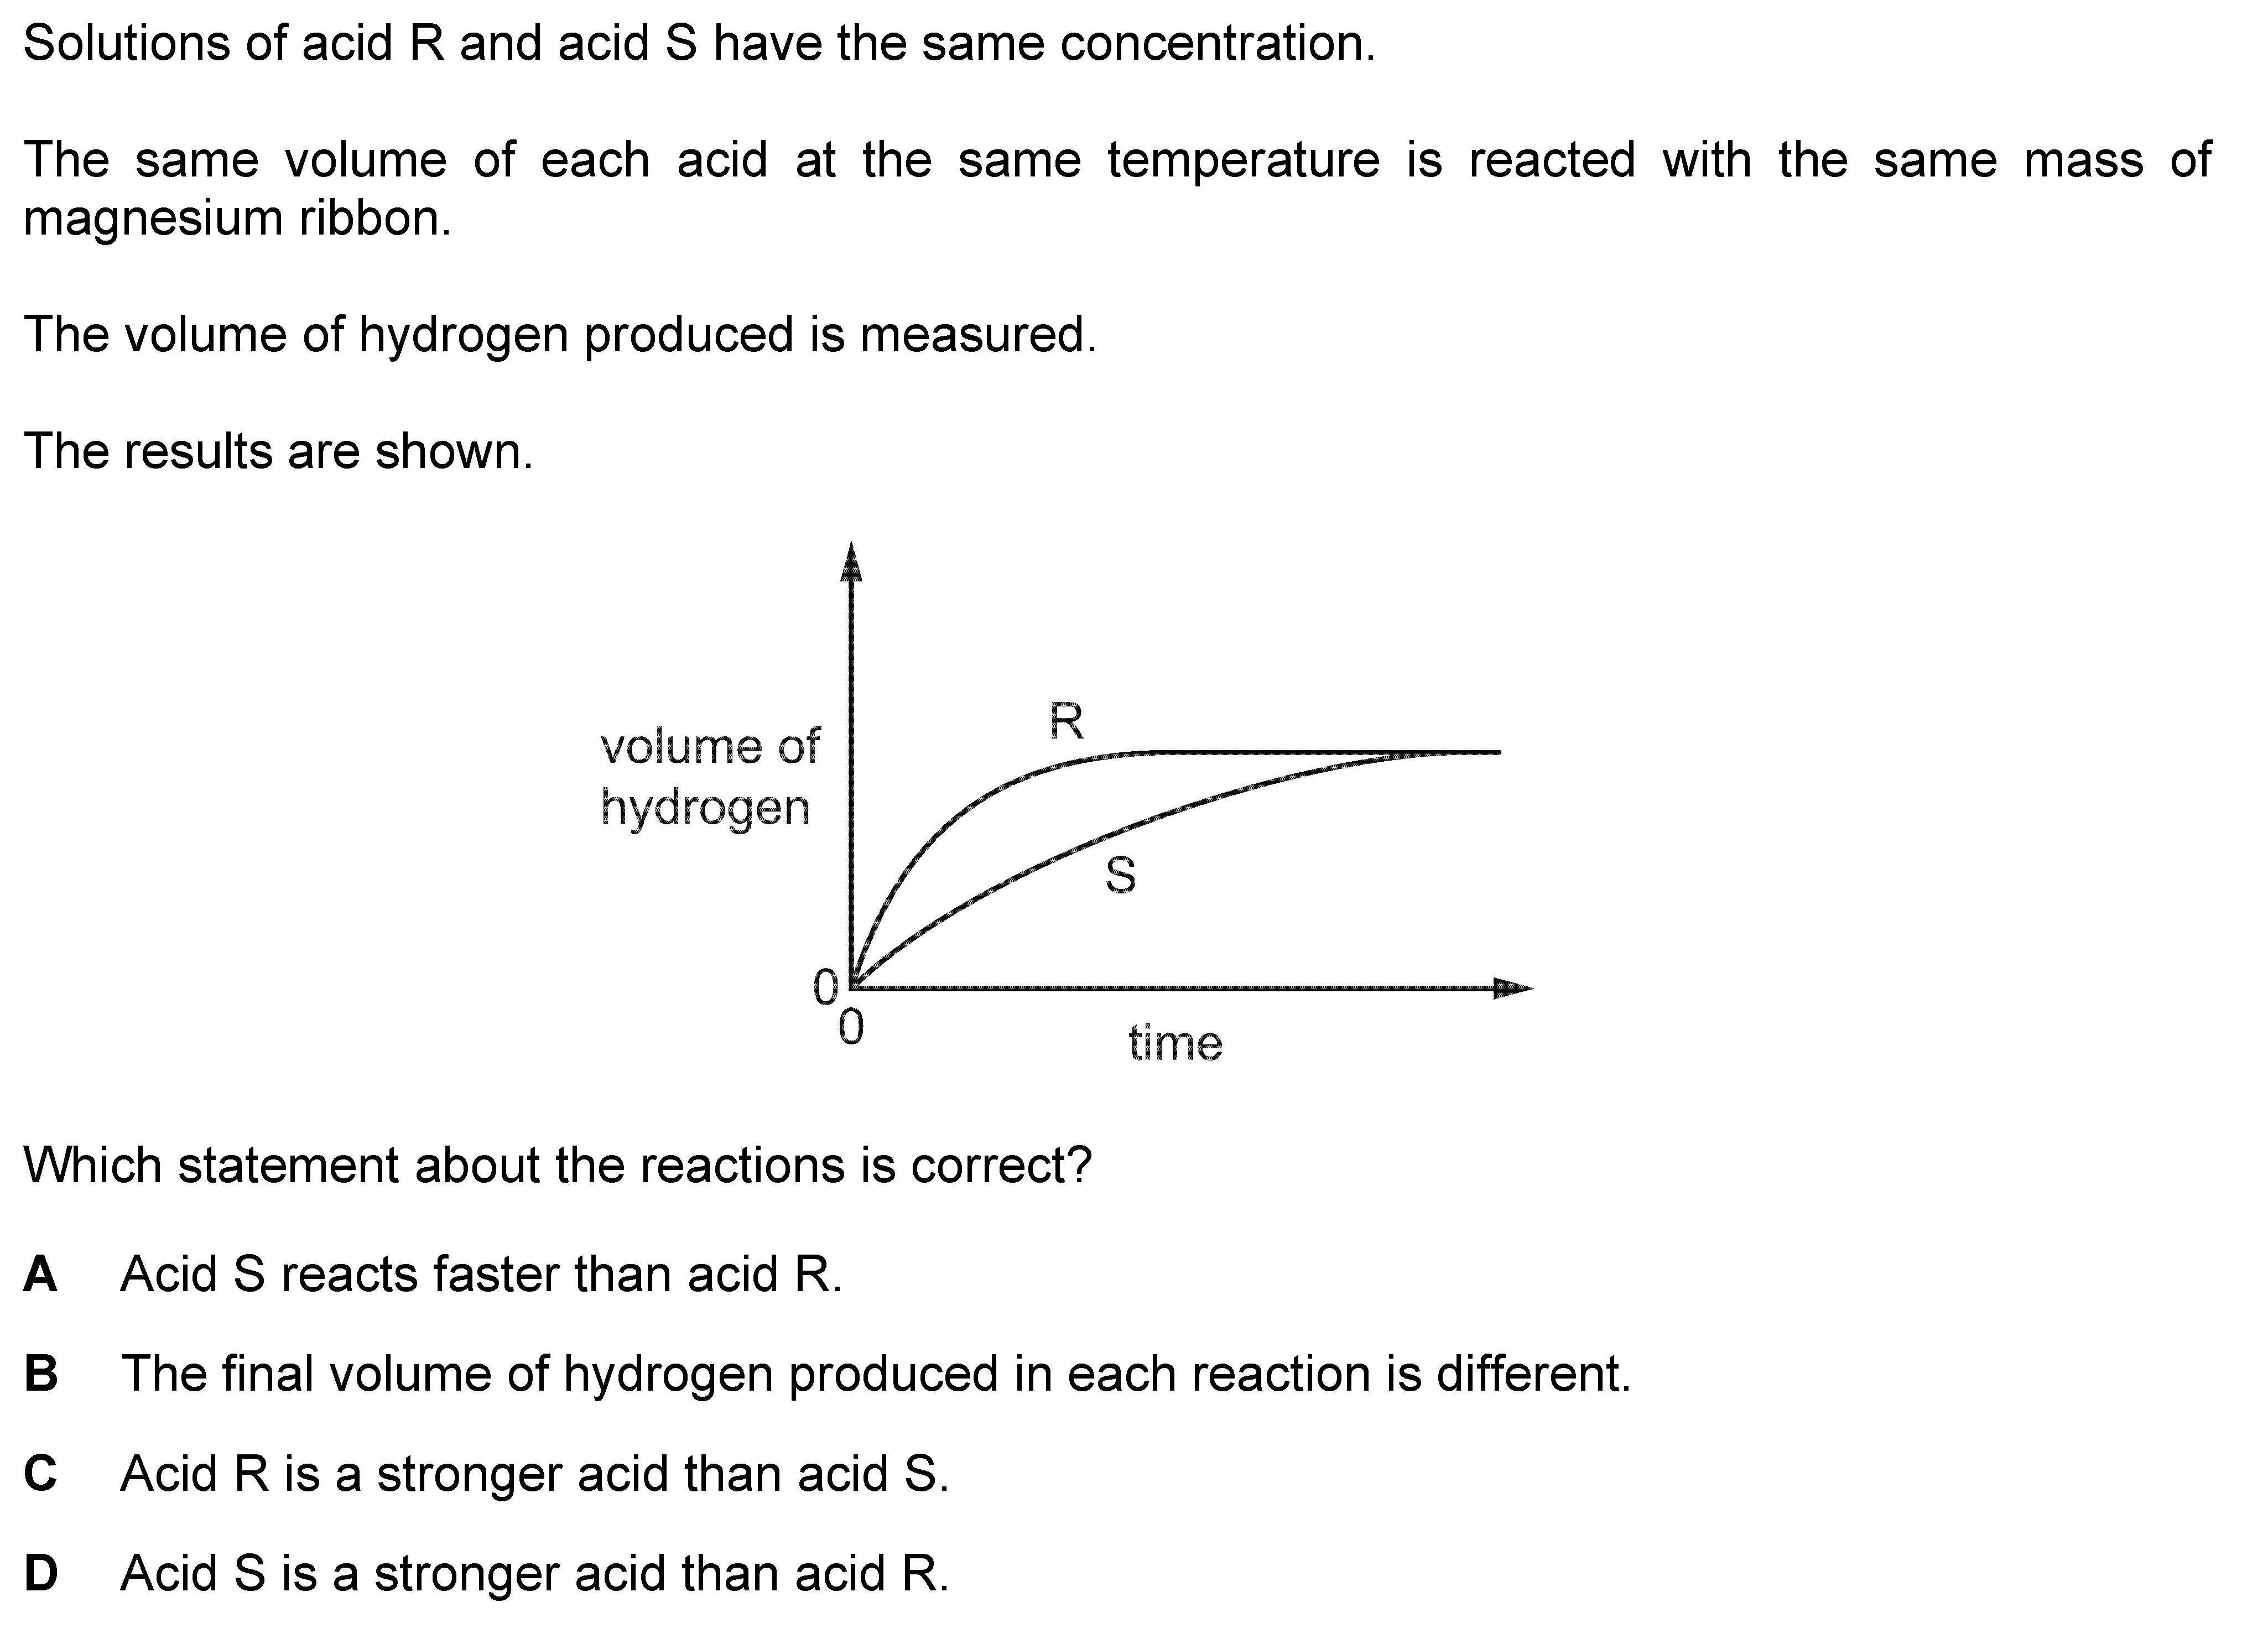 Solutions of acid R and acid S have the same concentration.
The same volume of each acid at the same temperature is reacted with the same mass of
magnesium ribbon.
The volume of hydrogen produced is measured.
The results are shown.
R
volume of
hydrogen
S
0
0
time
Which statement about the reactions is correct?
A Acid S reacts faster than acid R.
B The final volume of hydrogen produced in each reaction is different.
C Acid R is a stronger acid than acid S.
D Acid S is a stronger acid than acid R.